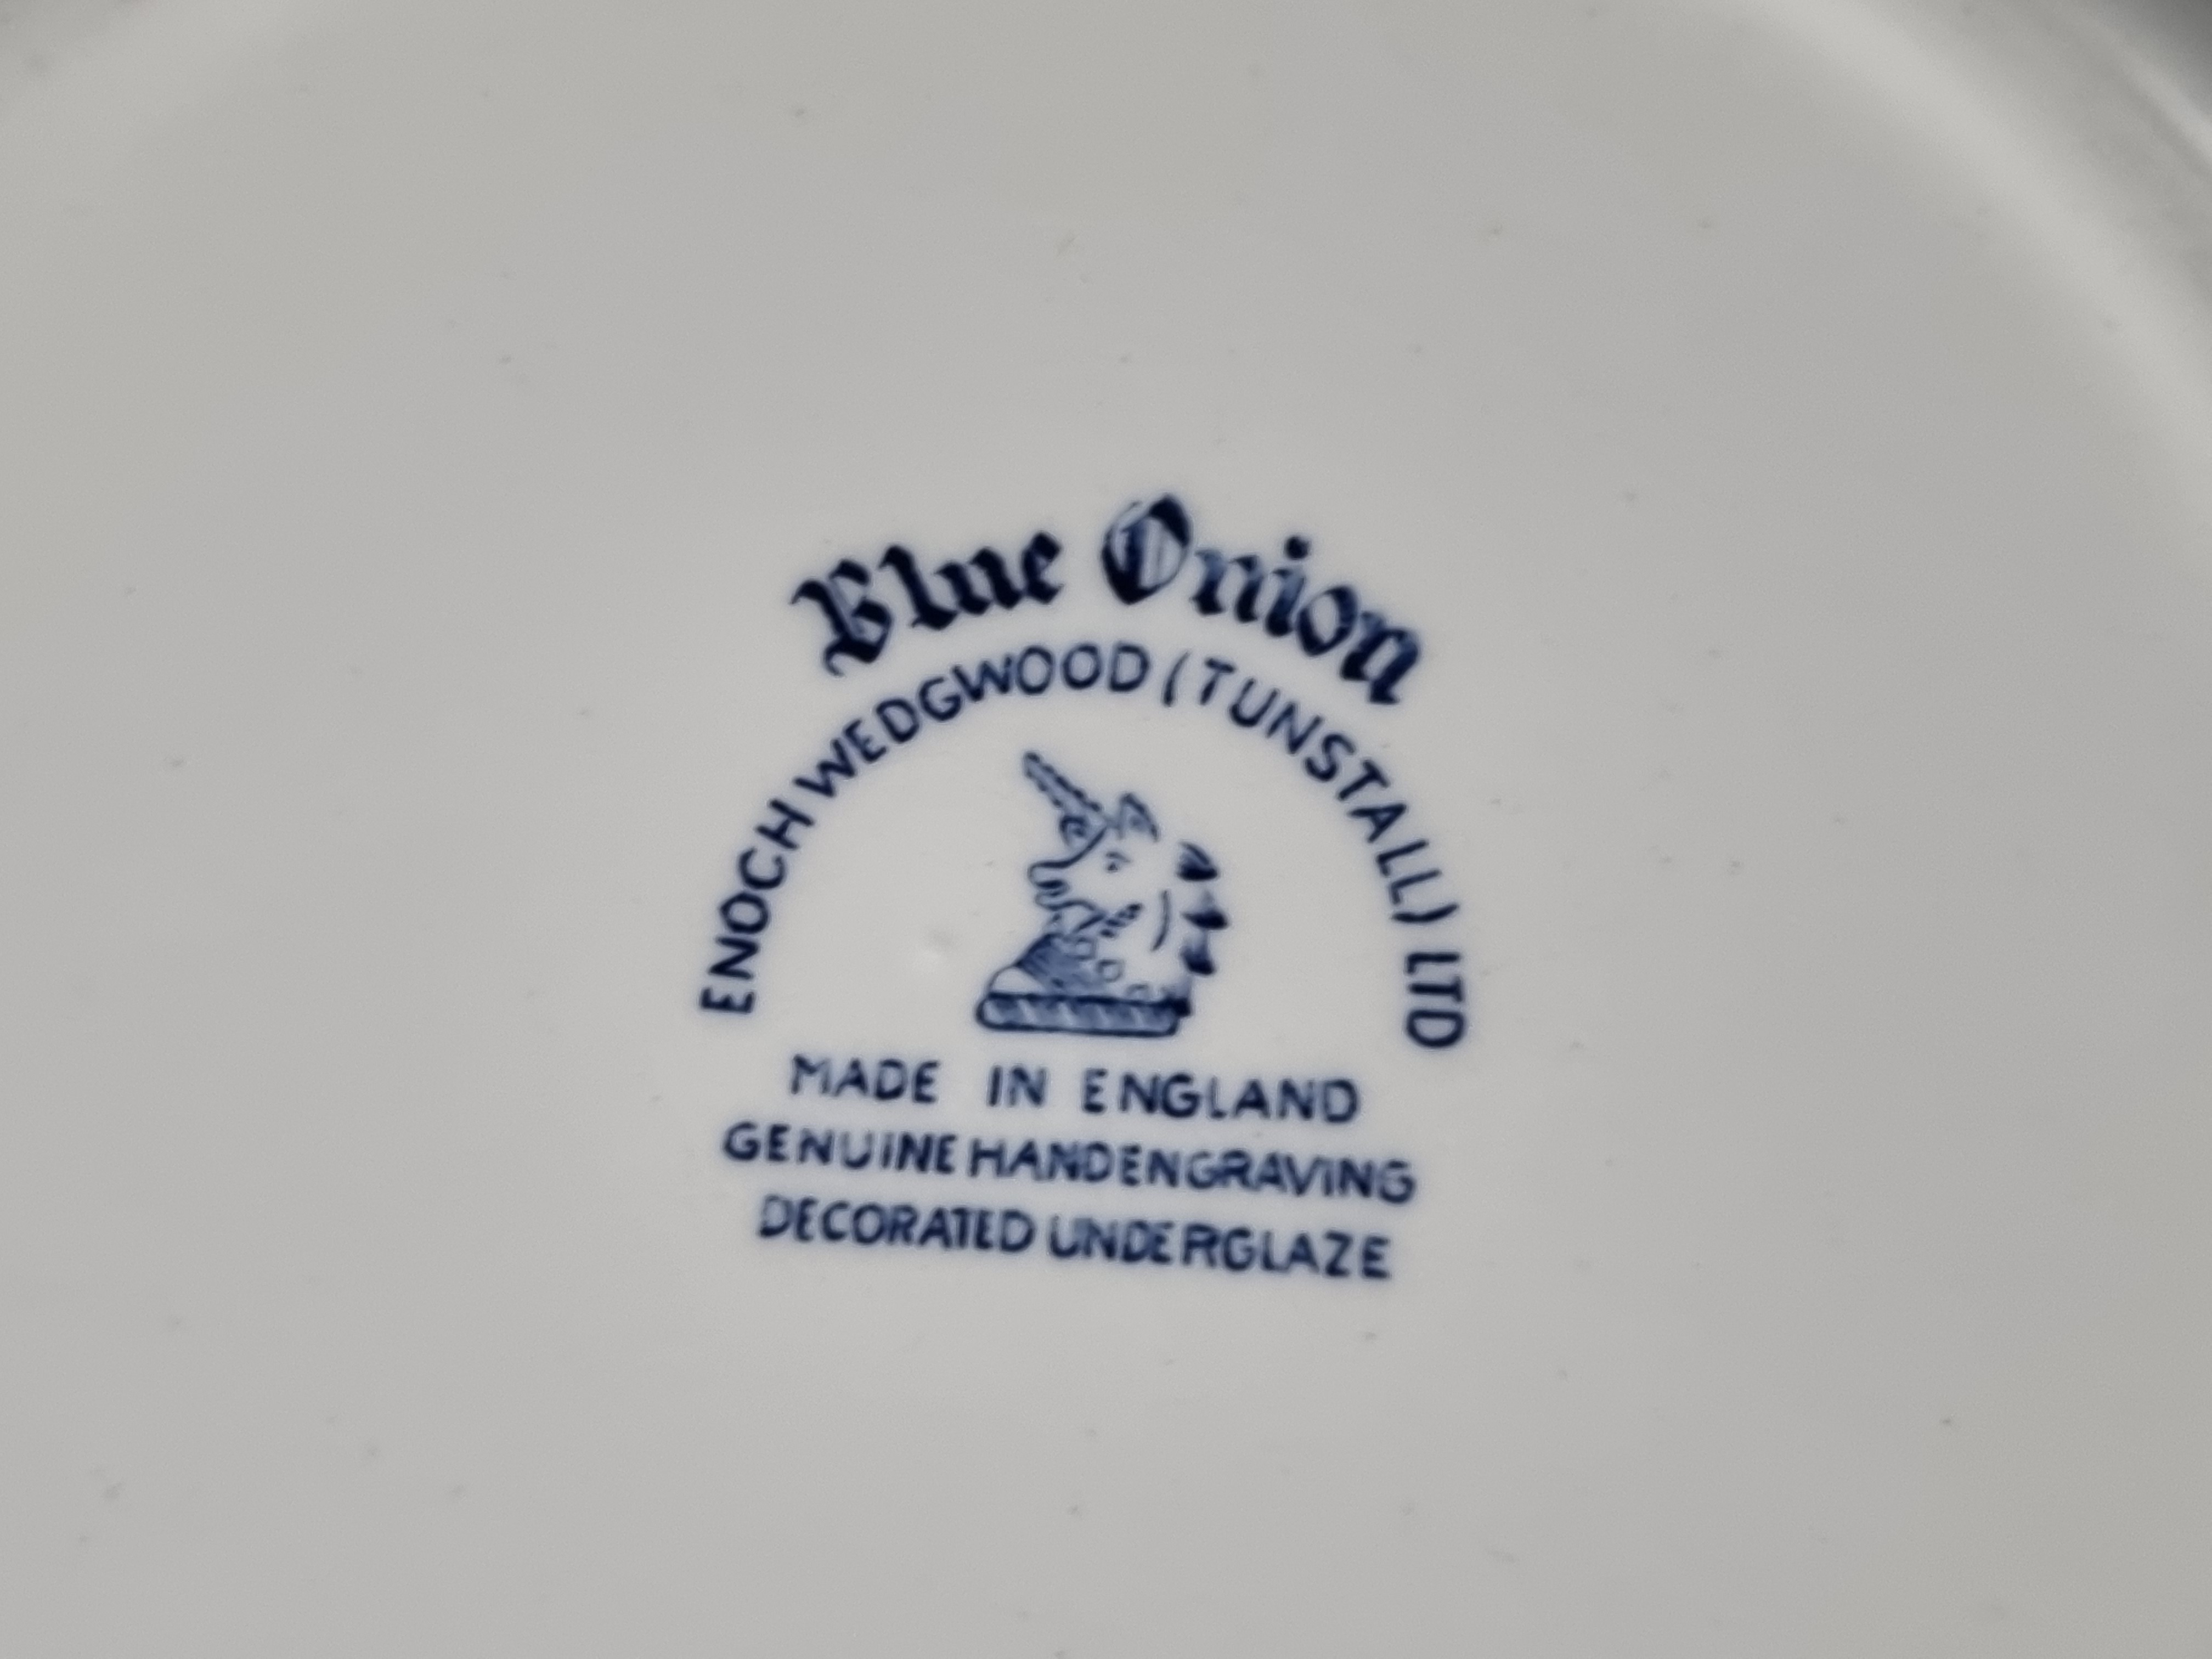 Blue Onion
ENOCH WEDGWOOD (TUNSTALL) LTD
MADE IN ENGLAND
GENUINE HANDENGRAVING
DECORATED UNDERGLAZE